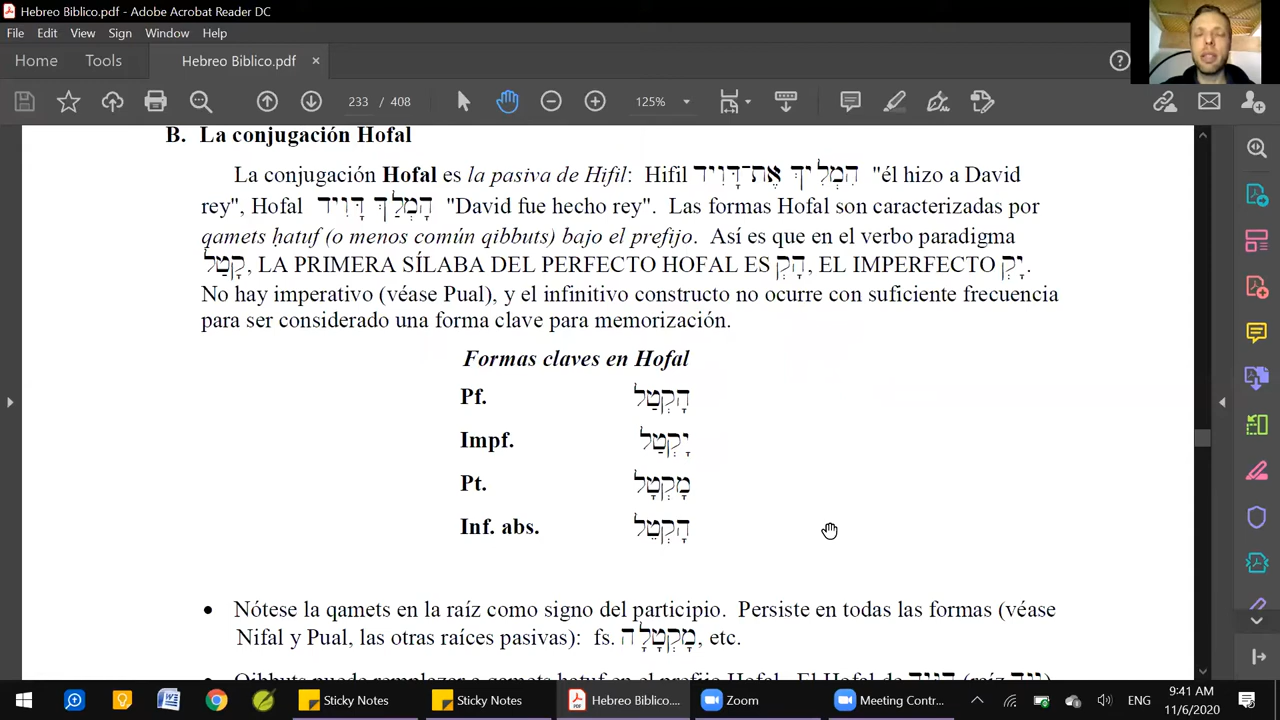 Hebreo Biblico.pdf - Adobe Acrobat Reader DC
File Edit View Sign Window Help
Home Tools Hebreo Biblico.pdf ×
233 / 408 125%
B. La conjugación Hofal
La conjugación Hofal es la pasiva de Hifil: Hifil הִמְלִיךְ אֶת־דָּוִיד "él hizo a David
rey", Hofal הָמְלַךְ דָּוִיד "David fue hecho rey". Las formas Hofal son caracterizadas por
qamets ḥatuf (o menos común qibbuts) bajo el prefijo. Así es que en el verbo paradigma
קָטַל, LA PRIMERA SÍLABA DEL PERFECTO HOFAL ES הָקְ, EL IMPERFECTO יָקְ.
No hay imperativo (véase Pual), y el infinitivo constructo no ocurre con suficiente frecuencia
para ser considerado una forma clave para memorización.
Formas claves en Hofal
Pf. הָקְטַל
Impf. יָקְטַל
Pt. מָקְטָל
Inf. abs. הָקְטֵל
• Nótese la qamets en la raíz como signo del participio. Persiste en todas las formas (véase
Nifal y Pual, las otras raíces pasivas): fs. מָקְטָלָה, etc.
Sticky Notes Sticky Notes Hebreo Biblico.... Zoom Meeting Contr... ENG 9:41 AM
11/6/2020